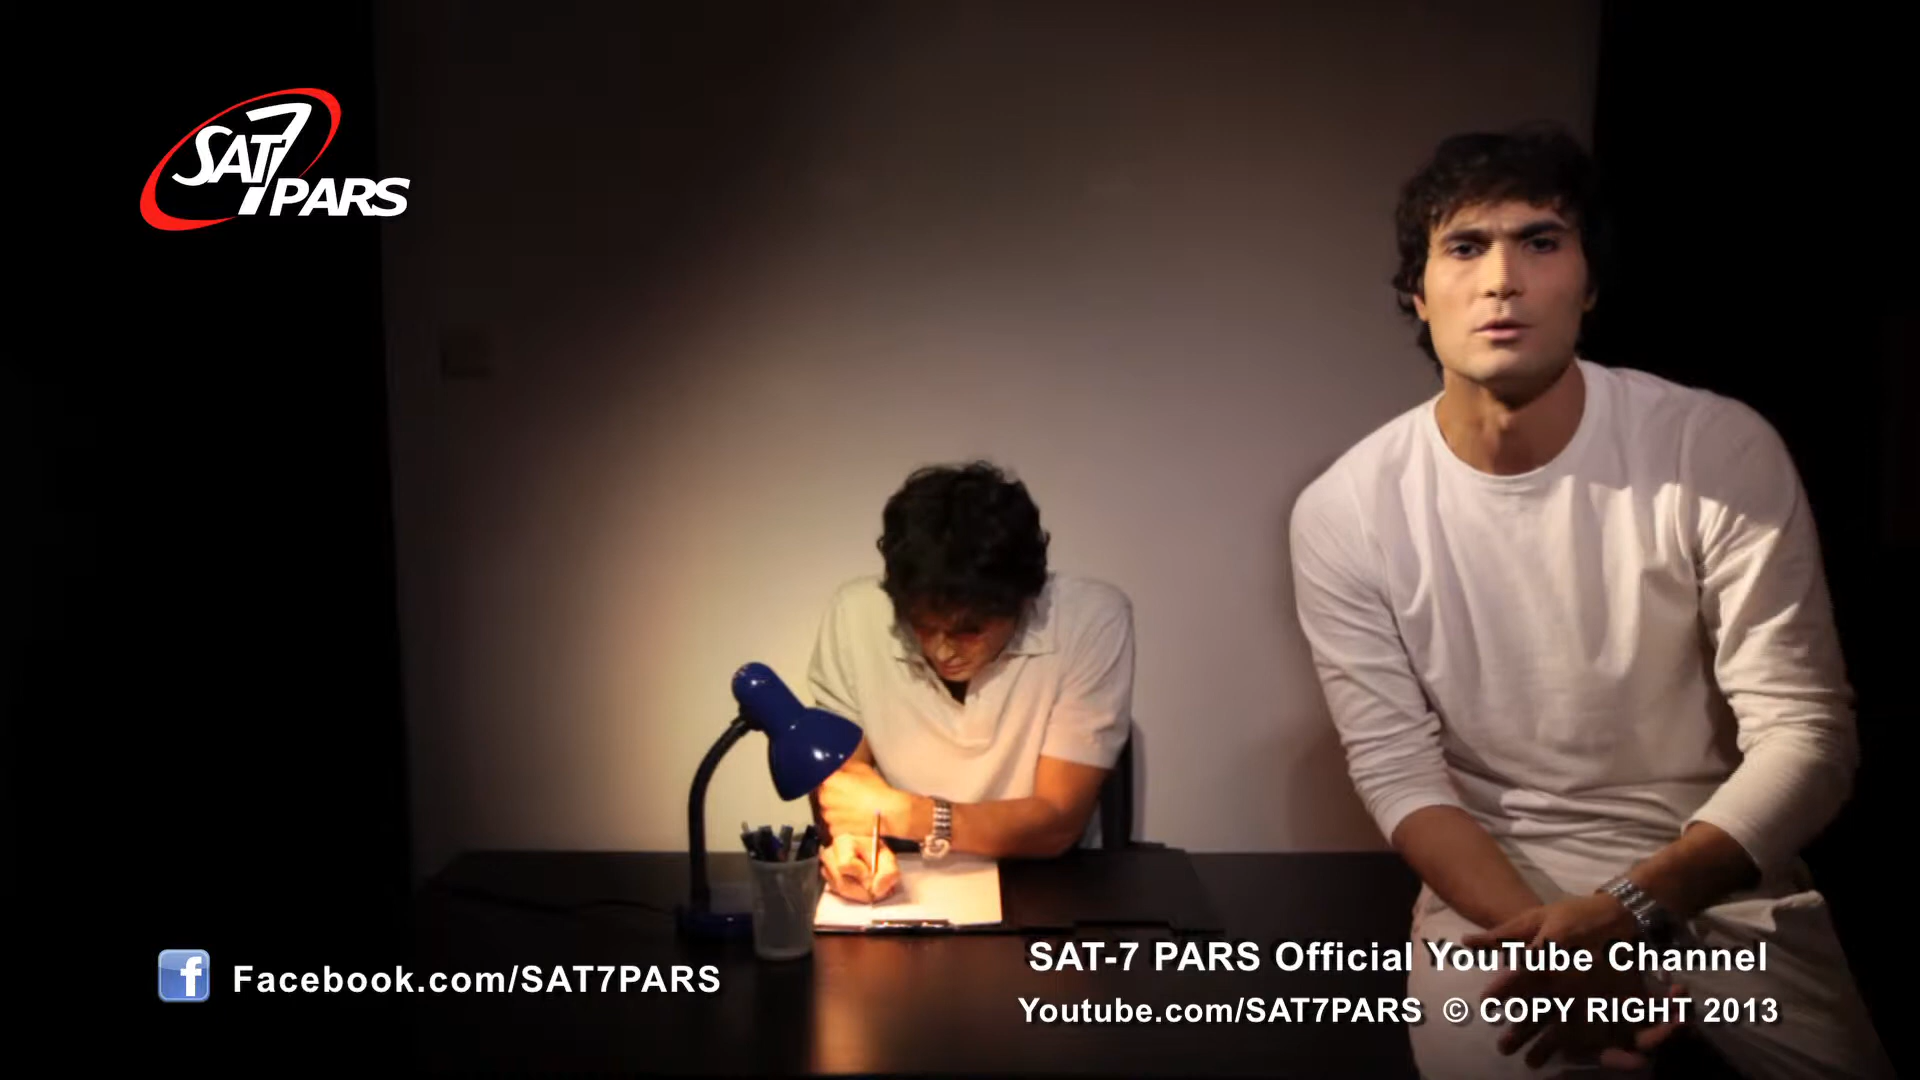 SAT7
PARS
Facebook.com/SAT7PARS
SAT-7 PARS Official YouTube Channel
Youtube.com/SAT7PARS © COPY RIGHT 2013